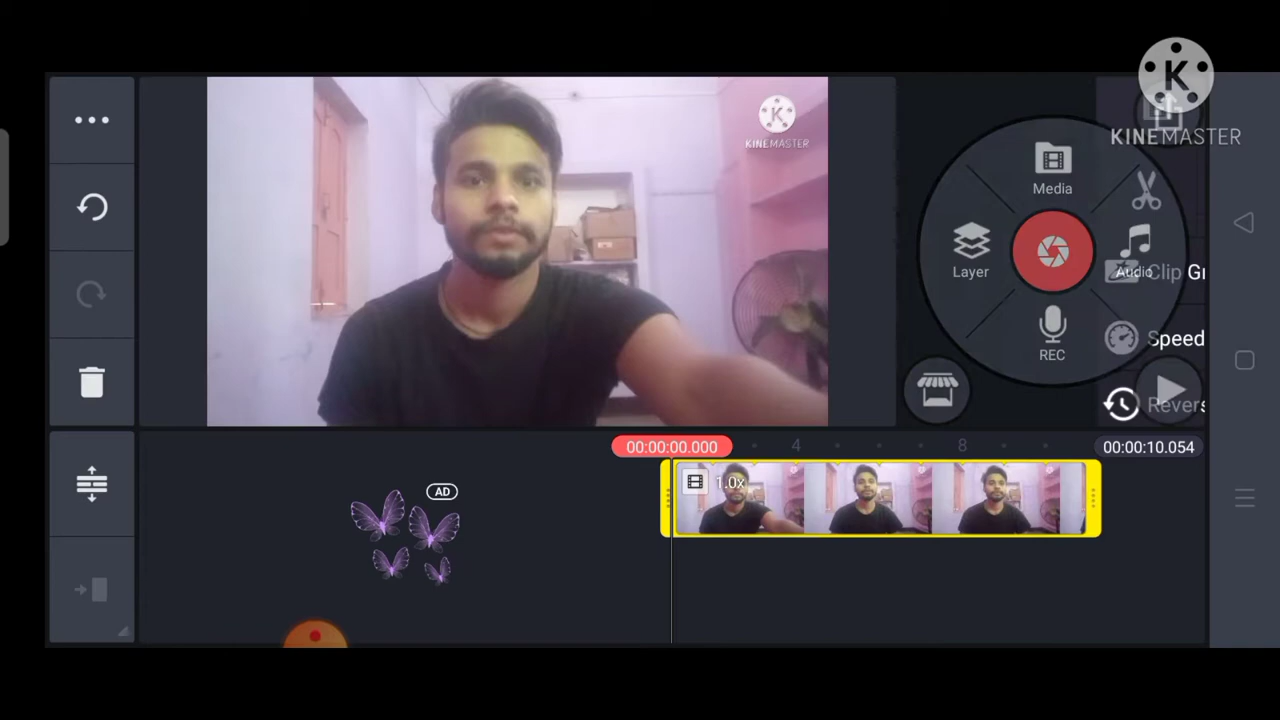 KINEMASTER
KINEMASTER
Media
Layer
Audio
Clip Gr
REC
Speed
Revers
00:00:00.000
4
8
00:00:10.054
1.0x
AD